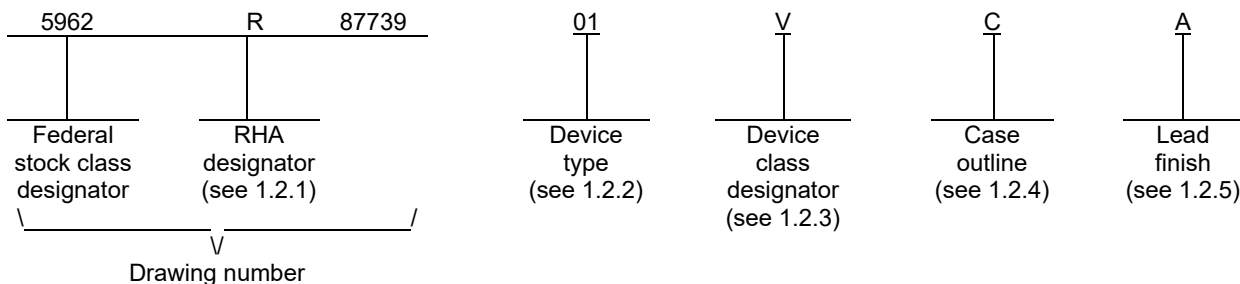 5962 R 87739 01 V C A
Federal stock class designator
RHA designator (see 1.2.1)
Device type (see 1.2.2)
Device class designator (see 1.2.3)
Case outline (see 1.2.4)
Lead finish (see 1.2.5)
Drawing number